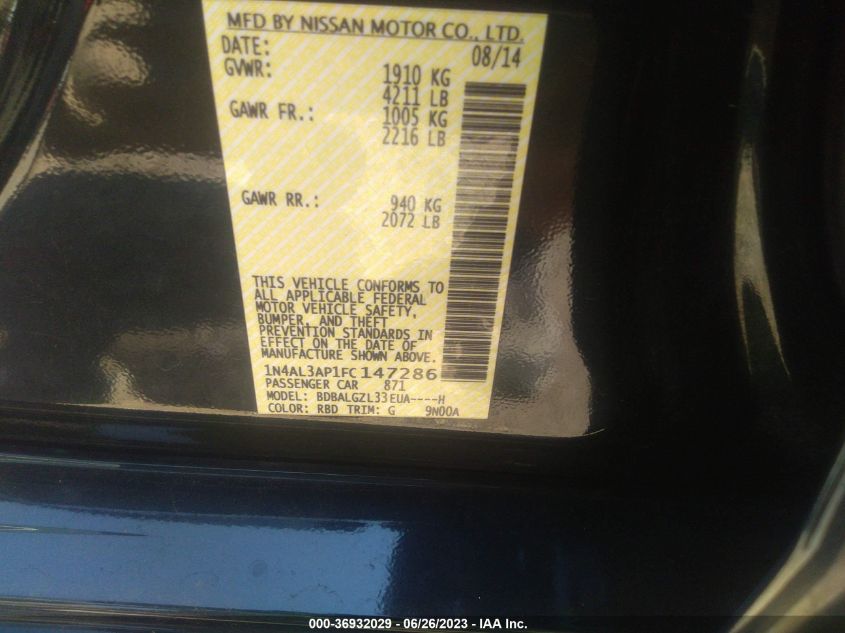 MFD BY NISSAN MOTOR CO., LTD.
DATE: 08/14
GVWR: 1910 KG
4211 LB
GAWR FR.: 1005 KG
2216 LB
GAWR RR.: 940 KG
2072 LB
THIS VEHICLE CONFORMS TO
ALL APPLICABLE FEDERAL
MOTOR VEHICLE SAFETY,
BUMPER, AND THEFT
PREVENTION STANDARDS IN
EFFECT ON THE DATE OF
MANUFACTURE SHOWN ABOVE.
1N4AL3AP1FC147286
PASSENGER CAR 871
MODEL: BDBALGZL33EUA----H
COLOR: RBD TRIM: G 9N00A
000-36932029 - 06/26/2023 - IAA Inc.